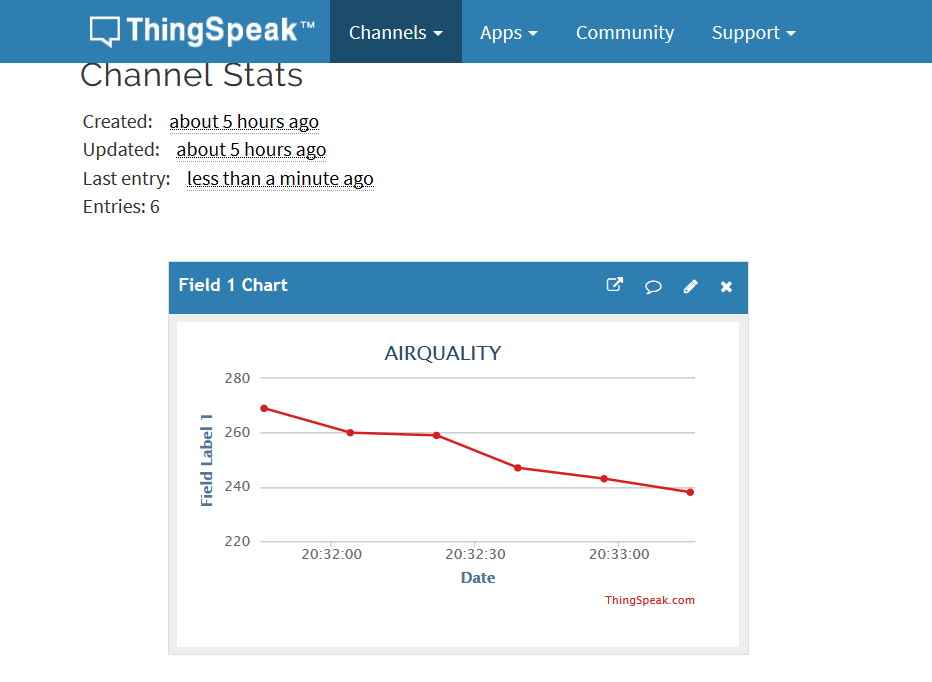 ThingSpeak™ Channels Apps Community Support
Channel Stats
Created: about 5 hours ago
Updated: about 5 hours ago
Last entry: less than a minute ago
Entries: 6
Field 1 Chart
AIRQUALITY
Field Label 1
280
260
240
220
20:32:00 20:32:30 20:33:00
Date
ThingSpeak.com